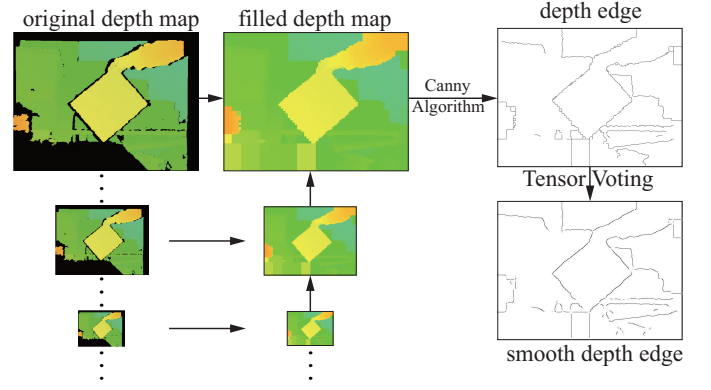 original depth map
filled depth map
depth edge
Canny
Algorithm
Tensor Voting
smooth depth edge